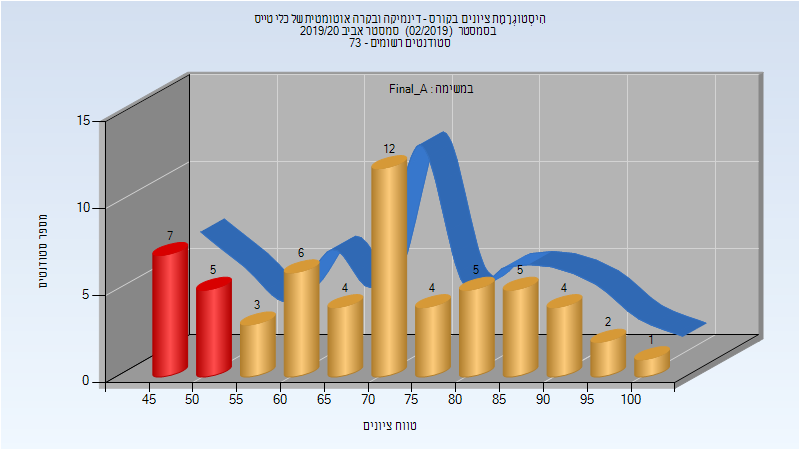 היסטוגרמת ציונים בקורס - דינמיקה ובקרה אוטומטית של כלי טייס
בסמסטר (02/2019) סמסטר אביב 2019/20
סטודנטים רשומים - 73
במשימה : Final_A
מספר סטודנטים
15
10
5
0
7
5
3
6
4
12
4
5
5
4
2
1
45 50 55 60 65 70 75 80 85 90 95 100
טווח ציונים